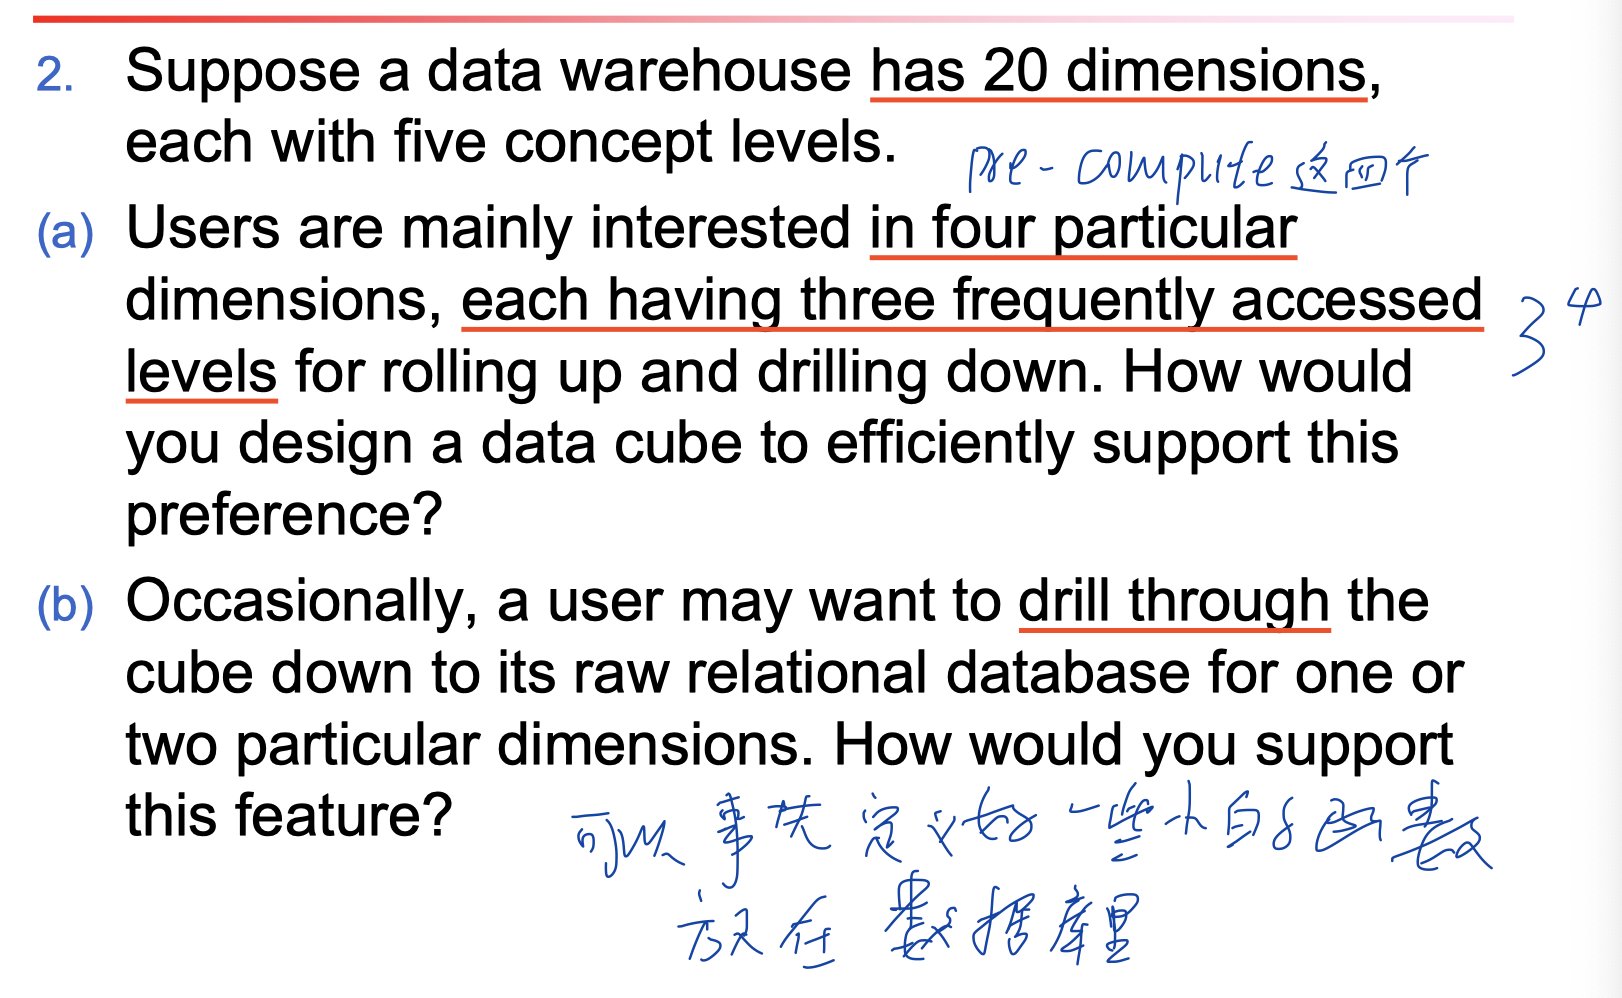 2. Suppose a data warehouse has 20 dimensions,
each with five concept levels.
pre-compute 这四个
(a) Users are mainly interested in four particular
dimensions, each having three frequently accessed
3^4
levels for rolling up and drilling down. How would
you design a data cube to efficiently support this
preference?
(b) Occasionally, a user may want to drill through the
cube down to its raw relational database for one or
two particular dimensions. How would you support
this feature?
可以 事先 定义好 一些 小的 函数
放在 数据库里